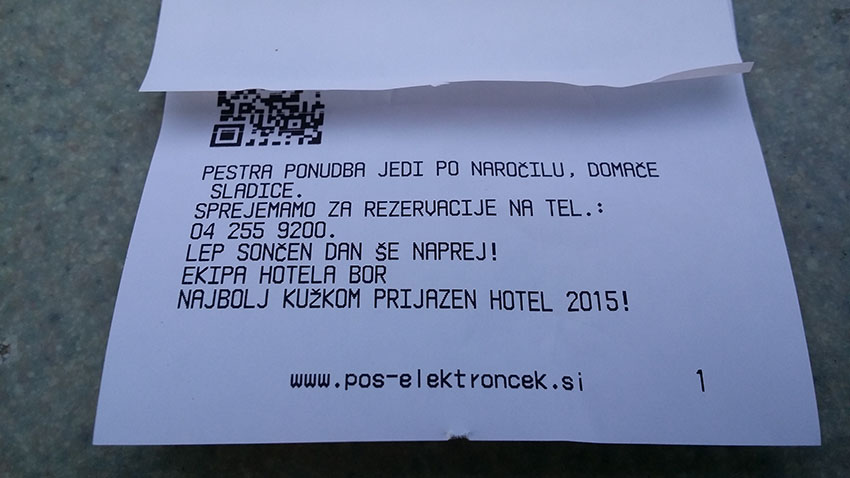 PESTRA PONUDBA JEDI PO NAROČILU, DOMAČE
SLADICE.
SPREJEMAMO ZA REZERVACIJE NA TEL.:
04 255 9200.
LEP SONČEN DAN ŠE NAPREJ!
EKIPA HOTELA BOR
NAJBOLJ KUŽKOM PRIJAZEN HOTEL 2015!
www.pos-elektroncek.si 1